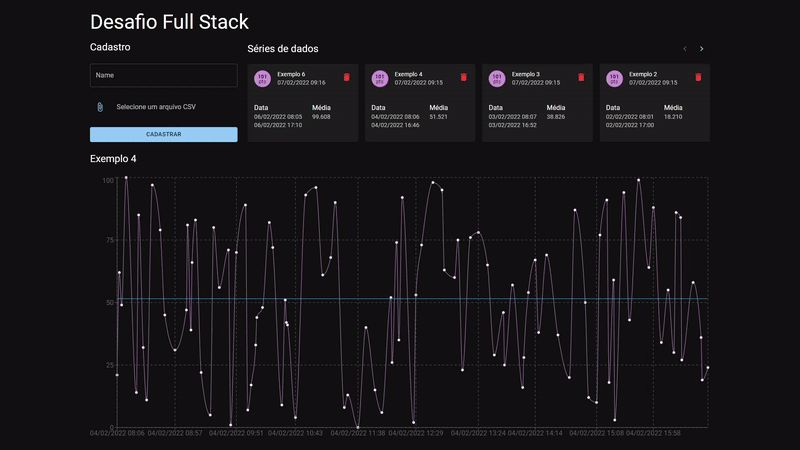 Desafio Full Stack
Cadastro
Name
Selecione um arquivo CSV
CADASTRAR
Séries de dados
101 pts
Exemplo 6
07/02/2022 09:16
Data Média
06/02/2022 08:05 99.608
06/02/2022 17:10
101 pts
Exemplo 4
07/02/2022 09:15
Data Média
04/02/2022 08:06 51.521
04/02/2022 16:46
101 pts
Exemplo 3
07/02/2022 09:15
Data Média
03/02/2022 08:07 38.826
03/02/2022 16:52
101 pts
Exemplo 2
07/02/2022 09:15
Data Média
02/02/2022 08:01 18.210
02/02/2022 17:00
Exemplo 4
100
75
50
25
0
04/02/2022 08:06 04/02/2022 08:57 04/02/2022 09:51 04/02/2022 10:43 04/02/2022 11:38 04/02/2022 12:29 04/02/2022 13:24 04/02/2022 14:14 04/02/2022 15:08 04/02/2022 15:58